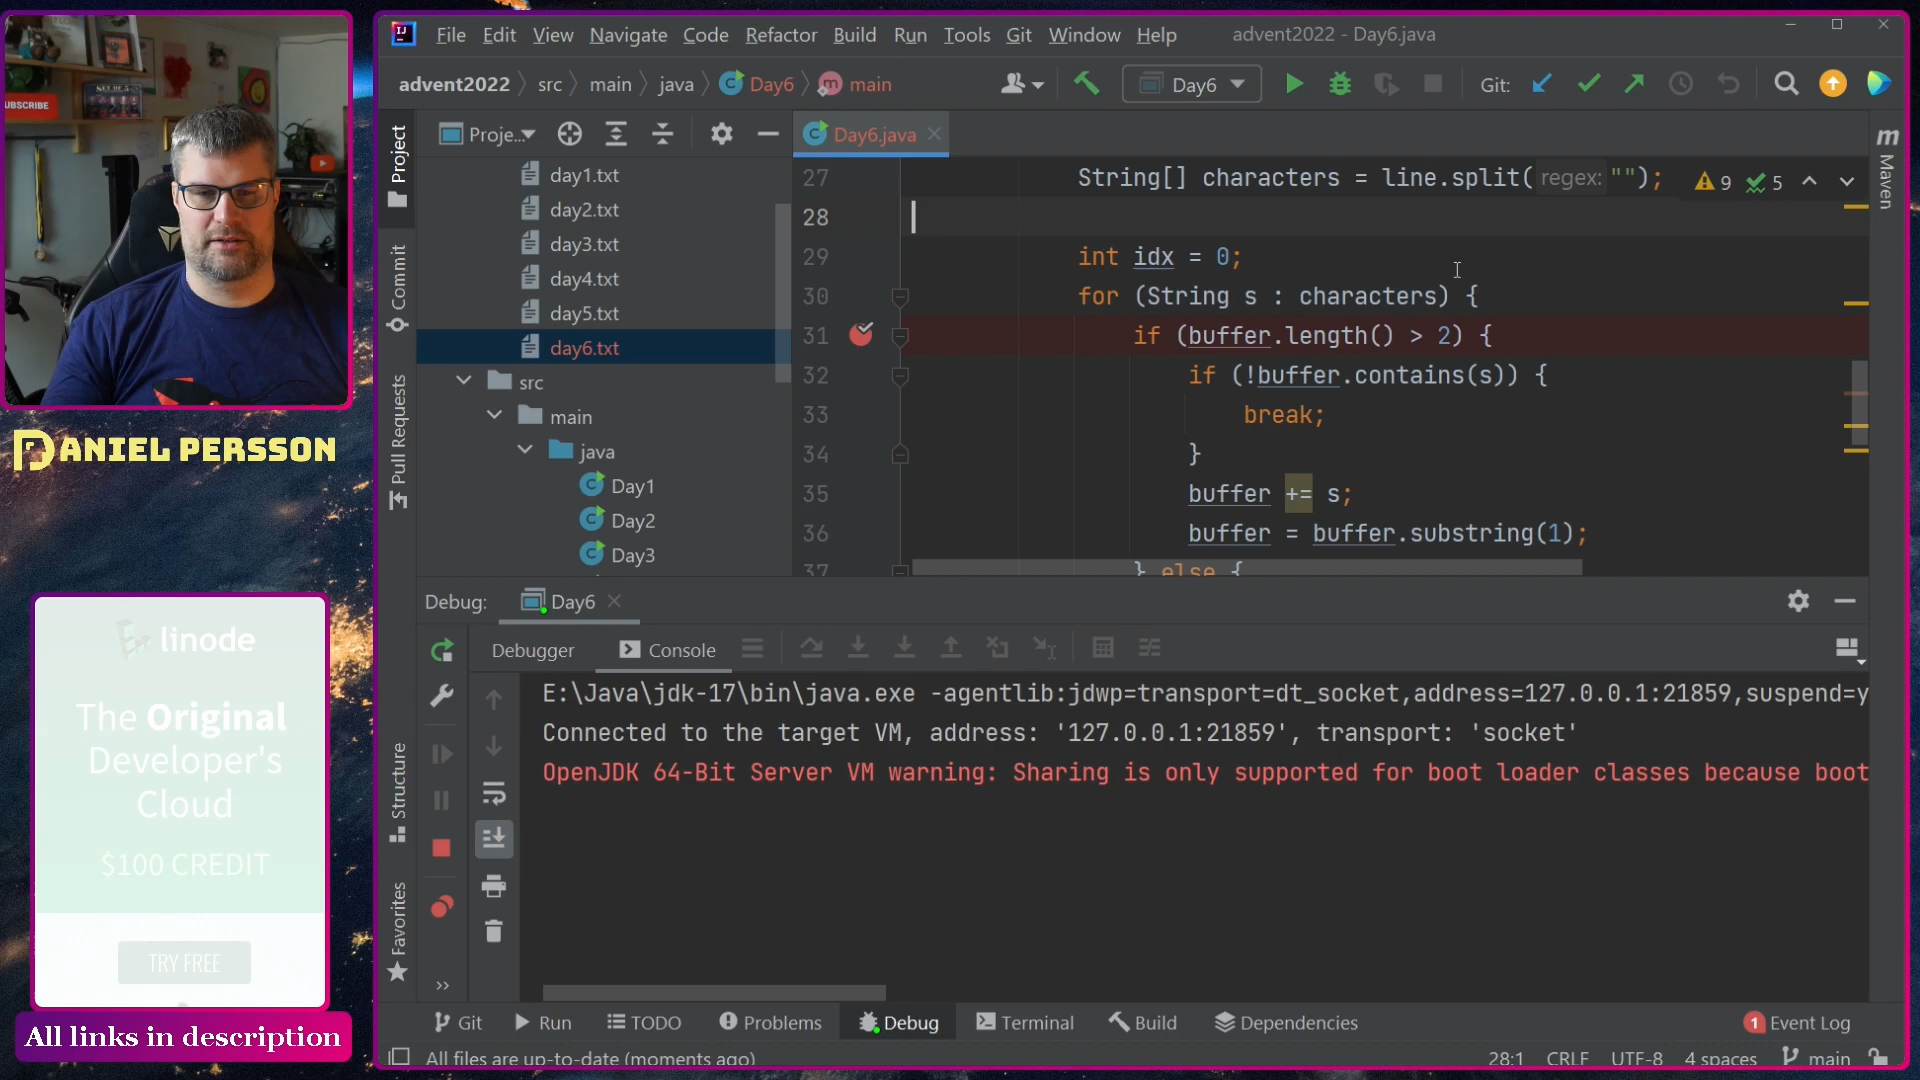 File Edit View Navigate Code Refactor Build Run Tools Git Window Help advent2022 - Day6.java
advent2022 src main java Day6 main Day6 Git:
Project
Proje...
Day6.java
day1.txt
day2.txt
day3.txt
day4.txt
day5.txt
day6.txt
src
main
java
Day1
Day2
Day3
27 String[] characters = line.split( regex: "");
9 5
28
29 int idx = 0;
30 for (String s : characters) {
31 if (buffer.length() > 2) {
32 if (!buffer.contains(s)) {
33 break;
34 }
35 buffer += s;
36 buffer = buffer.substring(1);
37 } else {
Maven
Commit
Pull Requests
Structure
Favorites
Debug: Day6
Debugger Console
E:\Java\jdk-17\bin\java.exe -agentlib:jdwp=transport=dt_socket,address=127.0.0.1:21859,suspend=y
Connected to the target VM, address: '127.0.0.1:21859', transport: 'socket'
OpenJDK 64-Bit Server VM warning: Sharing is only supported for boot loader classes because boot
Git Run TODO Problems Debug Terminal Build Dependencies 1 Event Log
All files are up-to-date (moments ago) 28:1 CRLF UTF-8 4 spaces main
SUBSCRIBE
DANIEL PERSSON
linode
The Original
Developer's
Cloud
$100 CREDIT
TRY FREE
All links in description